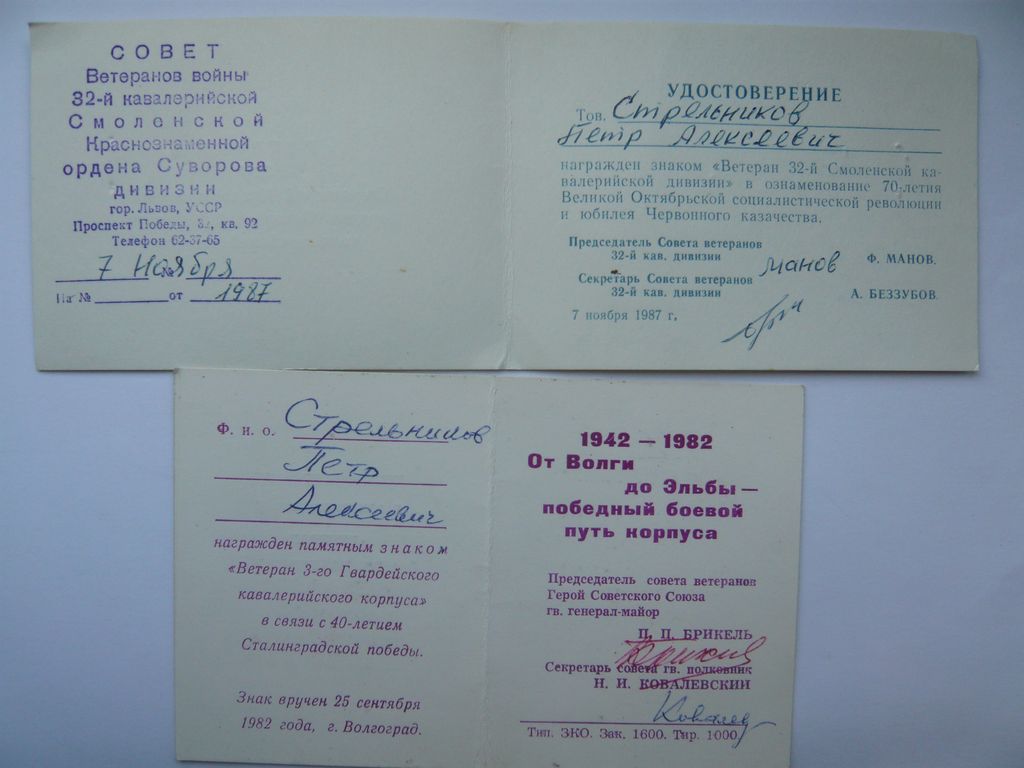 СОВЕТ
Ветеранов войны
32-й кавалерийской
Смоленской
Краснознаменной
ордена Суворова
дивизии
гор. Львов, УССР
Проспект Победы, кв. 92
Телефон 62-37-65
7 Ноября №
На № от 1987
УДОСТОВЕРЕНИЕ
Тов. Стрельников
Петр Алексеевич
награжден знаком «Ветеран 32-й Смоленской ка-
валерийской дивизии» в ознаменование 70-летия
Великой Октябрьской социалистической революции
и юбилея Червонного казачества.
Председатель Совета ветеранов
32-й кав. дивизии Манов Ф. МАНОВ.
Секретарь Совета ветеранов
32-й кав. дивизии А. БЕЗЗУБОВ.
7 ноября 1987 г,
Ф. и. о. Стрельников
Петр
Алексеевич
награжден памятным знаком
«Ветеран 3-го Гвардейского
кавалерийского корпуса»
в связи с 40-летием
Сталинградской победы.
Знак вручен 25 сентября
1982 года, г. Волгоград.
1942 — 1982
От Волги
до Эльбы —
победный боевой
путь корпуса
Председатель совета ветеранов
Герой Советского Союза
гв. генерал-майор
П. П. БРИКЕЛЬ
Секретарь совета гв. полковник
Н. И. КОВАЛЕВСКИЙ
Тип. ЗКО. Зак. 1600. Тир. 1000.